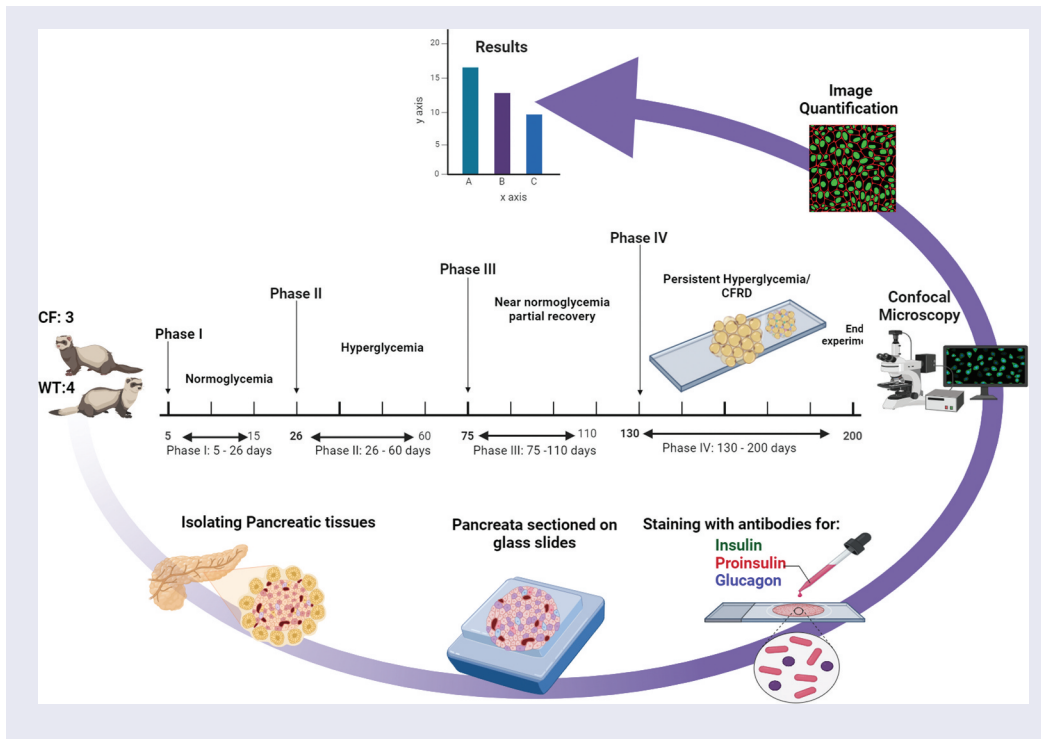 Results
20
15
10
5
0
y axis
A B C
x axis
Image
Quantification
Phase IV
Phase III
Phase II
Phase I
Persistent Hyperglycemia/
CFRD
Near normoglycemia
partial recovery
Hyperglycemia
Normoglycemia
CF: 3
WT:4
End
experime
Confocal
Microscopy
5 15 26 60 75 110 130 200
Phase I: 5 - 26 days
Phase II: 26 - 60 days
Phase III: 75 -110 days
Phase IV: 130 - 200 days
Isolating Pancreatic tissues
Pancreata sectioned on
glass slides
Staining with antibodies for:
Insulin
Proinsulin
Glucagon